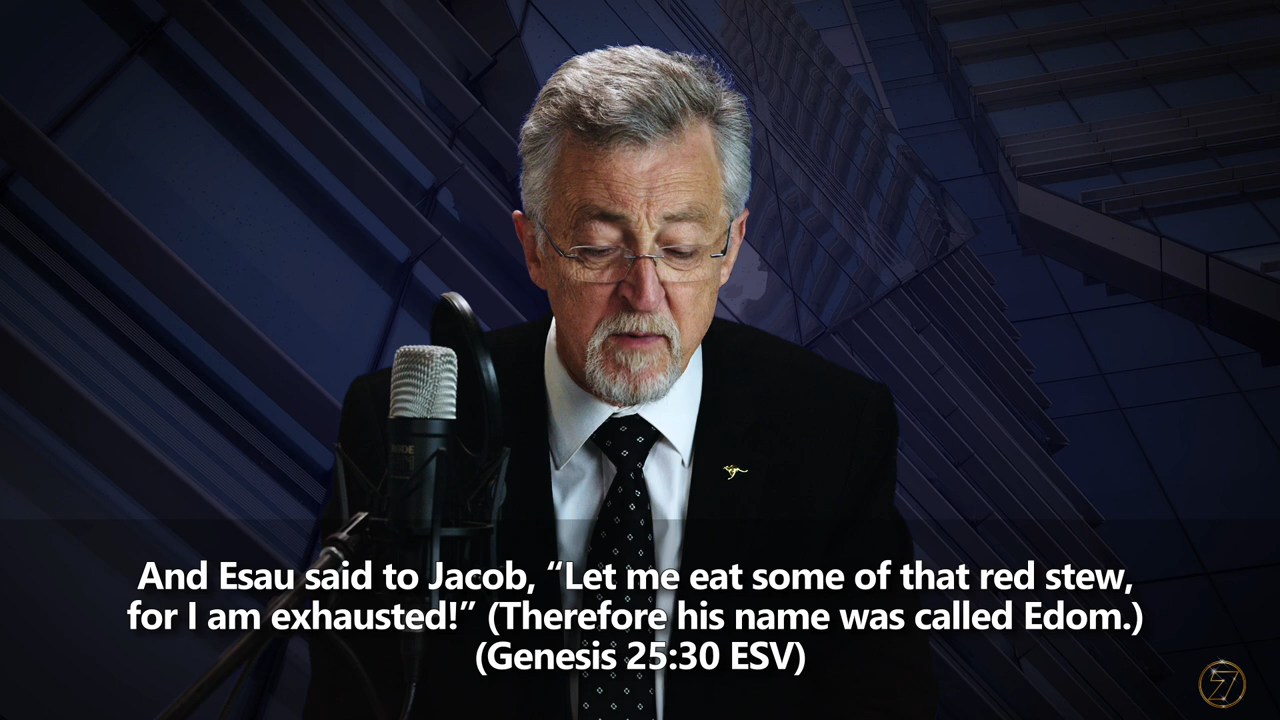 RØDE
And Esau said to Jacob, “Let me eat some of that red stew,
for I am exhausted!” (Therefore his name was called Edom.)
(Genesis 25:30 ESV)